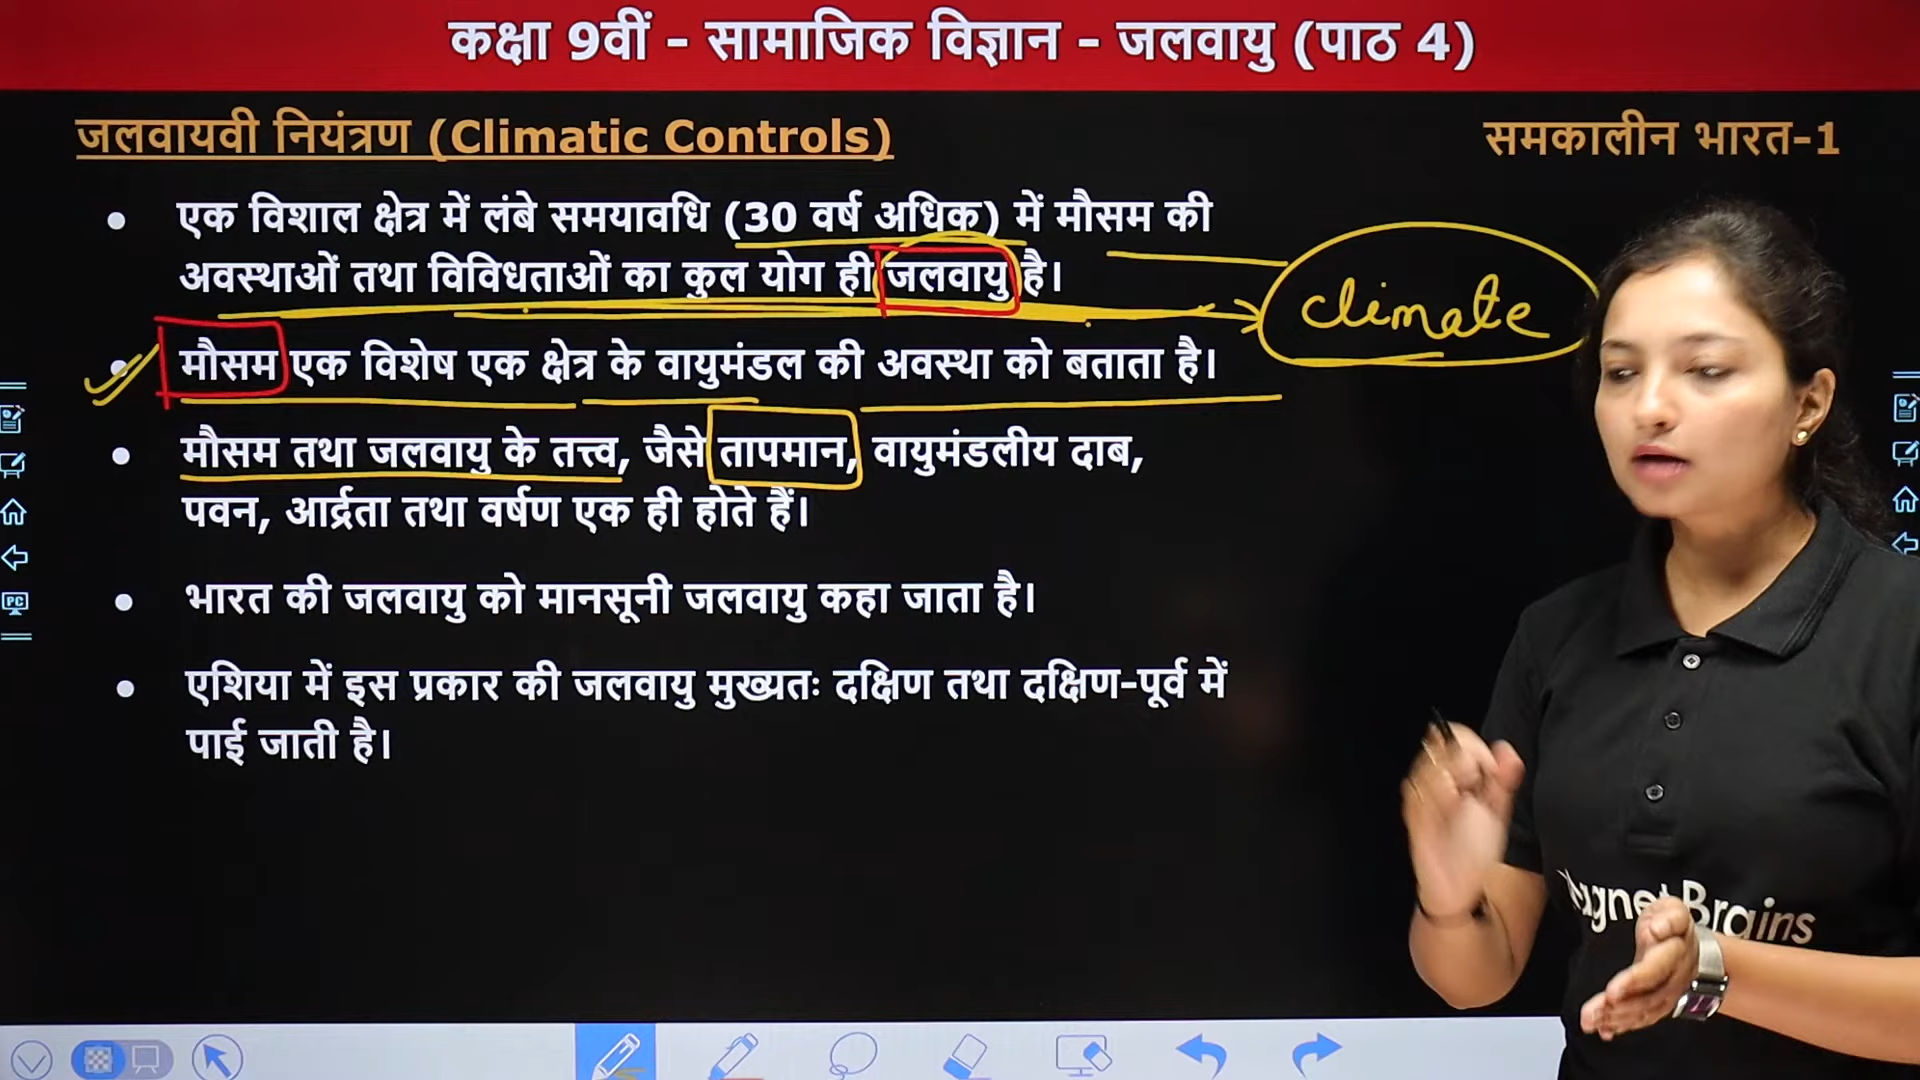 कक्षा 9वीं - सामाजिक विज्ञान - जलवायु (पाठ 4)
जलवायवी नियंत्रण (Climatic Controls)
समकालीन भारत-1
• एक विशाल क्षेत्र में लंबे समयावधि (30 वर्ष अधिक) में मौसम की
अवस्थाओं तथा विविधताओं का कुल योग ही जलवायु है।
climate
• मौसम एक विशेष एक क्षेत्र के वायुमंडल की अवस्था को बताता है।
• मौसम तथा जलवायु के तत्त्व, जैसे तापमान, वायुमंडलीय दाब,
पवन, आर्द्रता तथा वर्षण एक ही होते हैं।
• भारत की जलवायु को मानसूनी जलवायु कहा जाता है।
• एशिया में इस प्रकार की जलवायु मुख्यतः दक्षिण तथा दक्षिण-पूर्व में
पाई जाती है।
PC
Magnet Brains